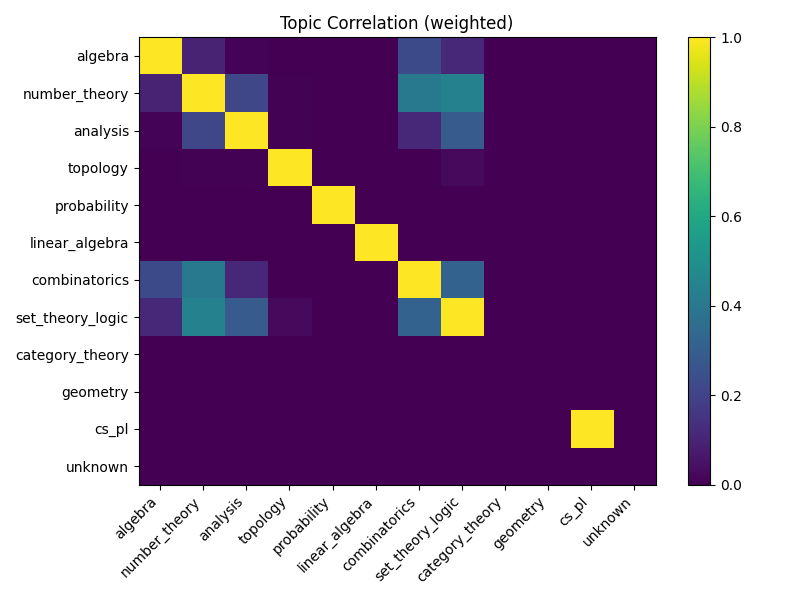 Topic Correlation (weighted)
algebra
number_theory
analysis
topology
probability
linear_algebra
combinatorics
set_theory_logic
category_theory
geometry
cs_pl
unknown
algebra
number_theory
analysis
topology
probability
linear_algebra
combinatorics
set_theory_logic
category_theory
geometry
cs_pl
unknown
1.0
0.8
0.6
0.4
0.2
0.0